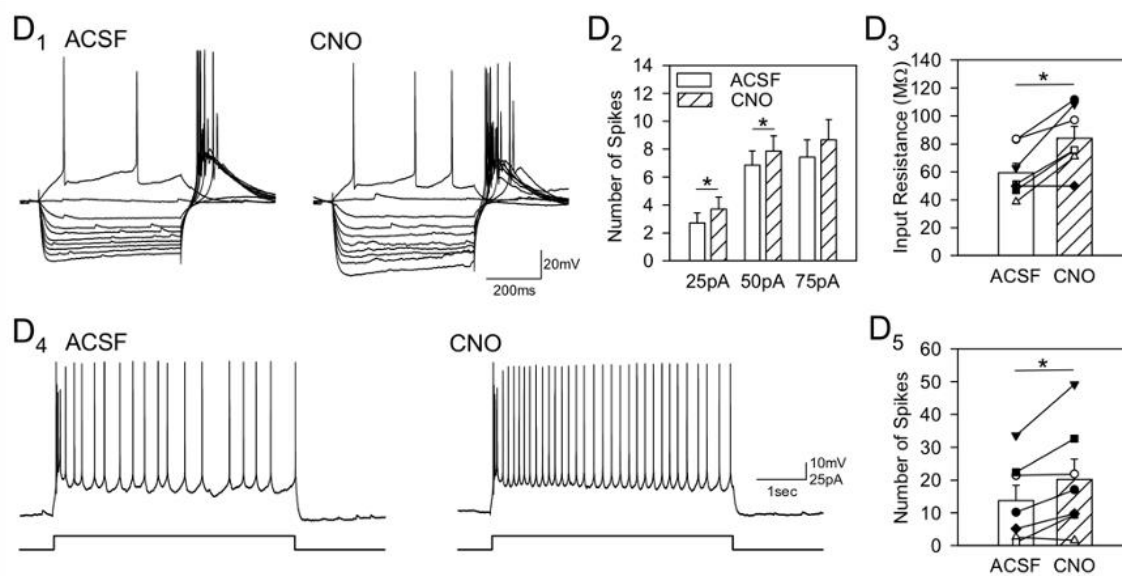 D1 ACSF
CNO
20mV
200ms
D2
Number of Spikes
14
12
10
8
6
4
2
0
ACSF
CNO
*
*
25pA 50pA 75pA
D3
Input Resistance (MΩ)
140
120
100
80
60
40
20
0
*
ACSF CNO
D4 ACSF
CNO
10mV
25pA
1sec
D5
Number of Spikes
60
50
40
30
20
10
0
*
ACSF CNO